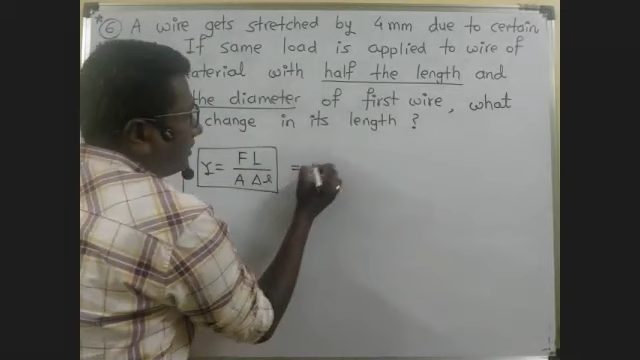 * ⑥ A wire gets stretched by 4mm due to certain
If same load is applied to wire of
aterial with half the length and
the diameter of first wire, what
change in its length ?
Y = FL / A Δl =